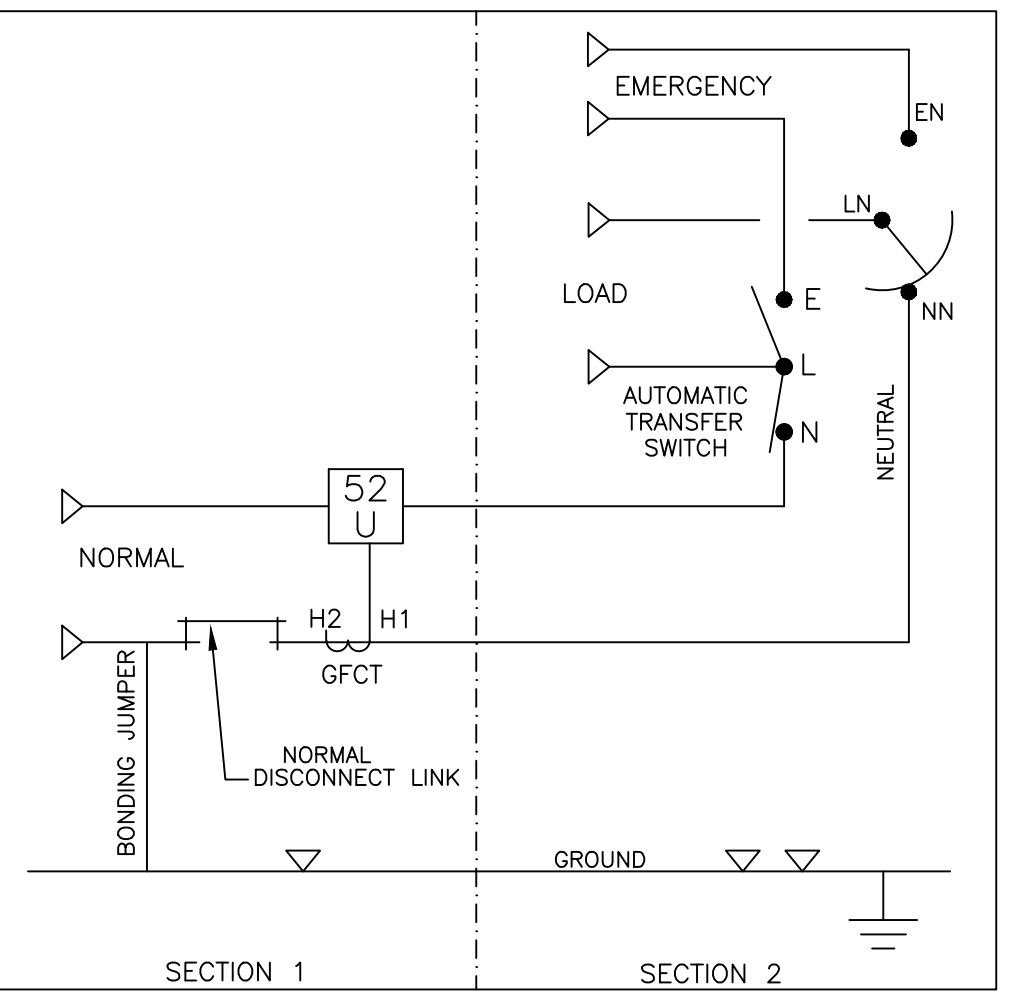 EMERGENCY
EN
LN
LOAD
E
NN
L
AUTOMATIC
TRANSFER
SWITCH
N
NEUTRAL
52
U
NORMAL
H2
H1
GFCT
BONDING JUMPER
NORMAL
DISCONNECT LINK
GROUND
SECTION 1
SECTION 2